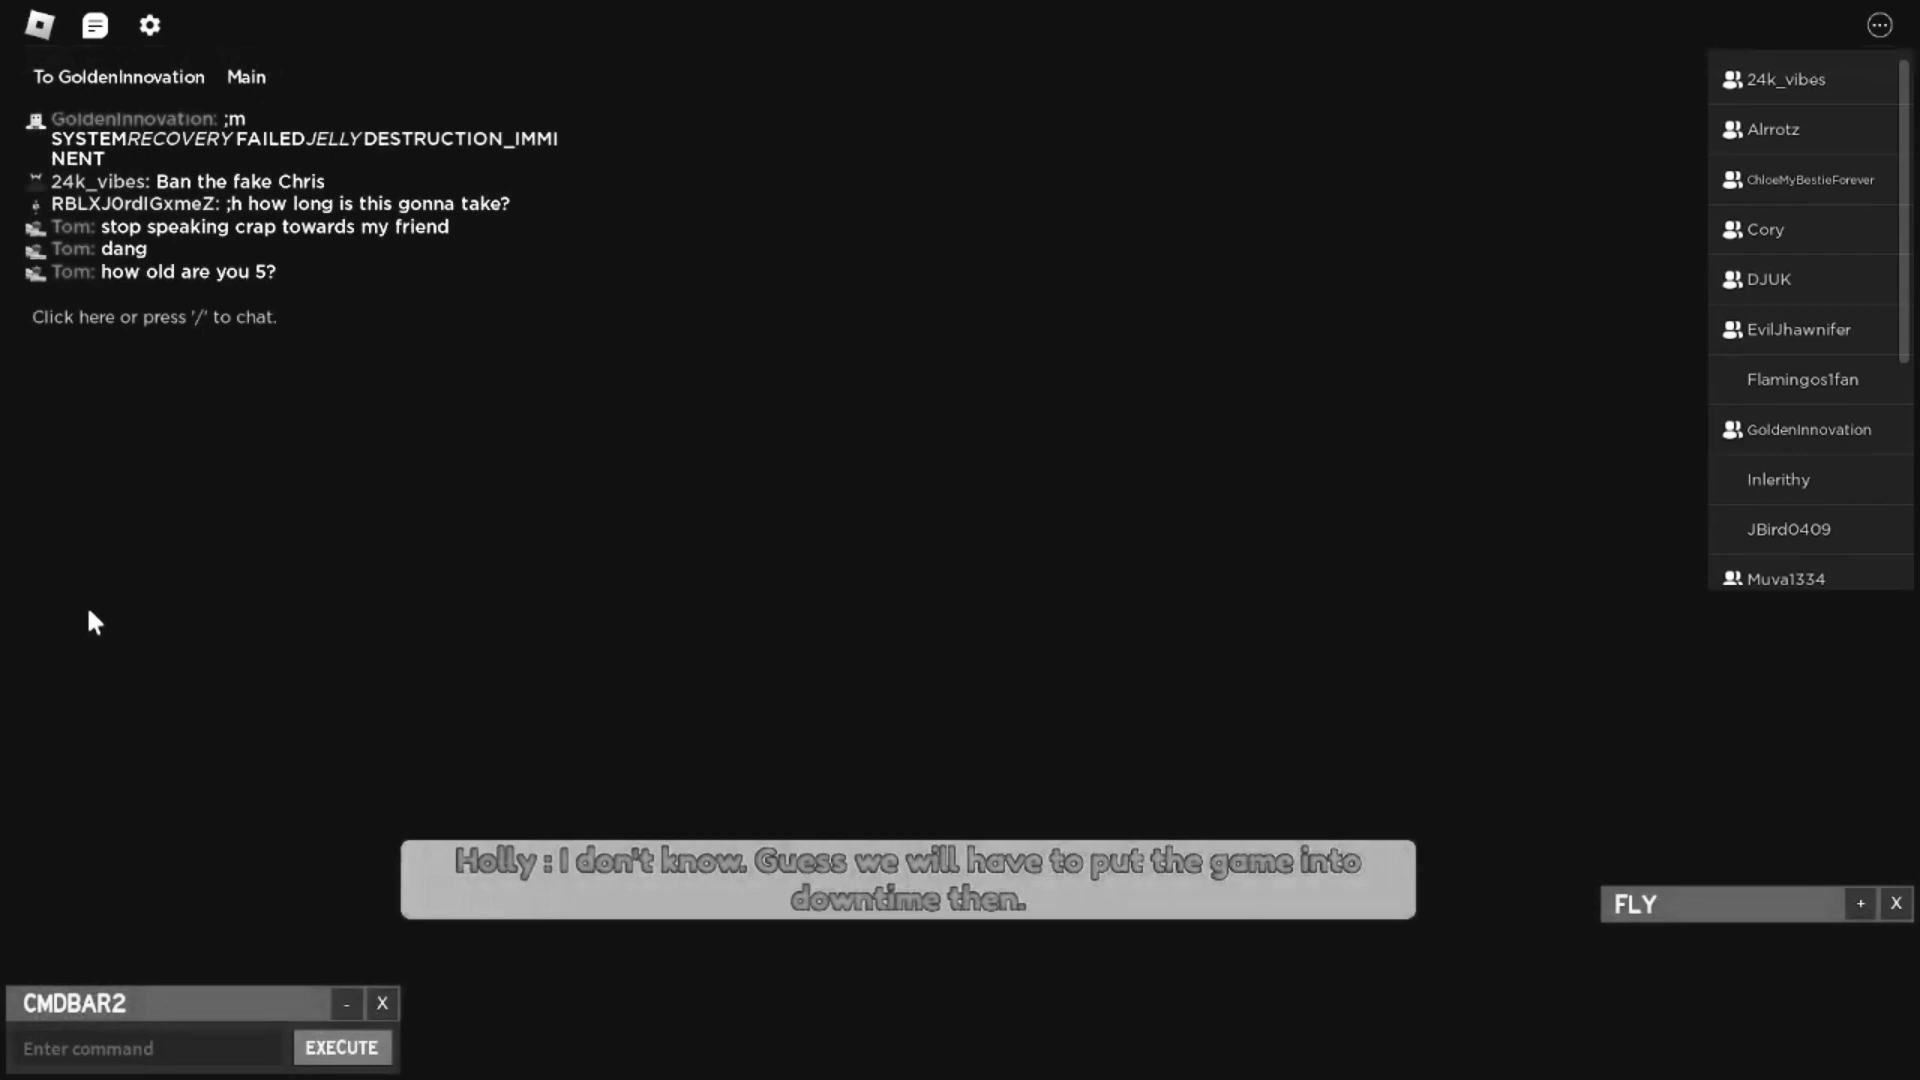 To GoldenInnovation Main
GoldenInnovation: ;m
SYSTEMRECOVERY FAILEDJELLY DESTRUCTION_IMMI
NENT
24k_vibes: Ban the fake Chris
RBLXJ0rdIGxmeZ: ;h how long is this gonna take?
Tom: stop speaking crap towards my friend
Tom: dang
Tom: how old are you 5?
Click here or press '/' to chat.
24k_vibes
Alrrotz
ChloeMyBestieForever
Cory
DJUK
EvilJhawnifer
Flamingos1fan
GoldenInnovation
Inlerithy
JBird0409
Muva1334
Holly : I don't know. Guess we will have to put the game into
downtime then.
FLY + X
CMDBAR2 - X
Enter command EXECUTE